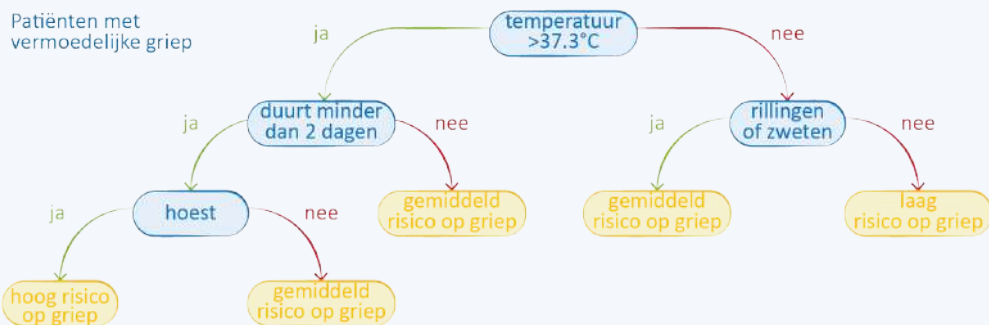 Patiënten met
vermoedelijke griep
temperatuur
>37.3°C
ja
nee
duurt minder
dan 2 dagen
rillingen
of zweten
ja
nee
ja
nee
hoest
gemiddeld
risico op griep
gemiddeld
risico op griep
laag
risico op griep
ja
nee
hoog risico
op griep
gemiddeld
risico op griep